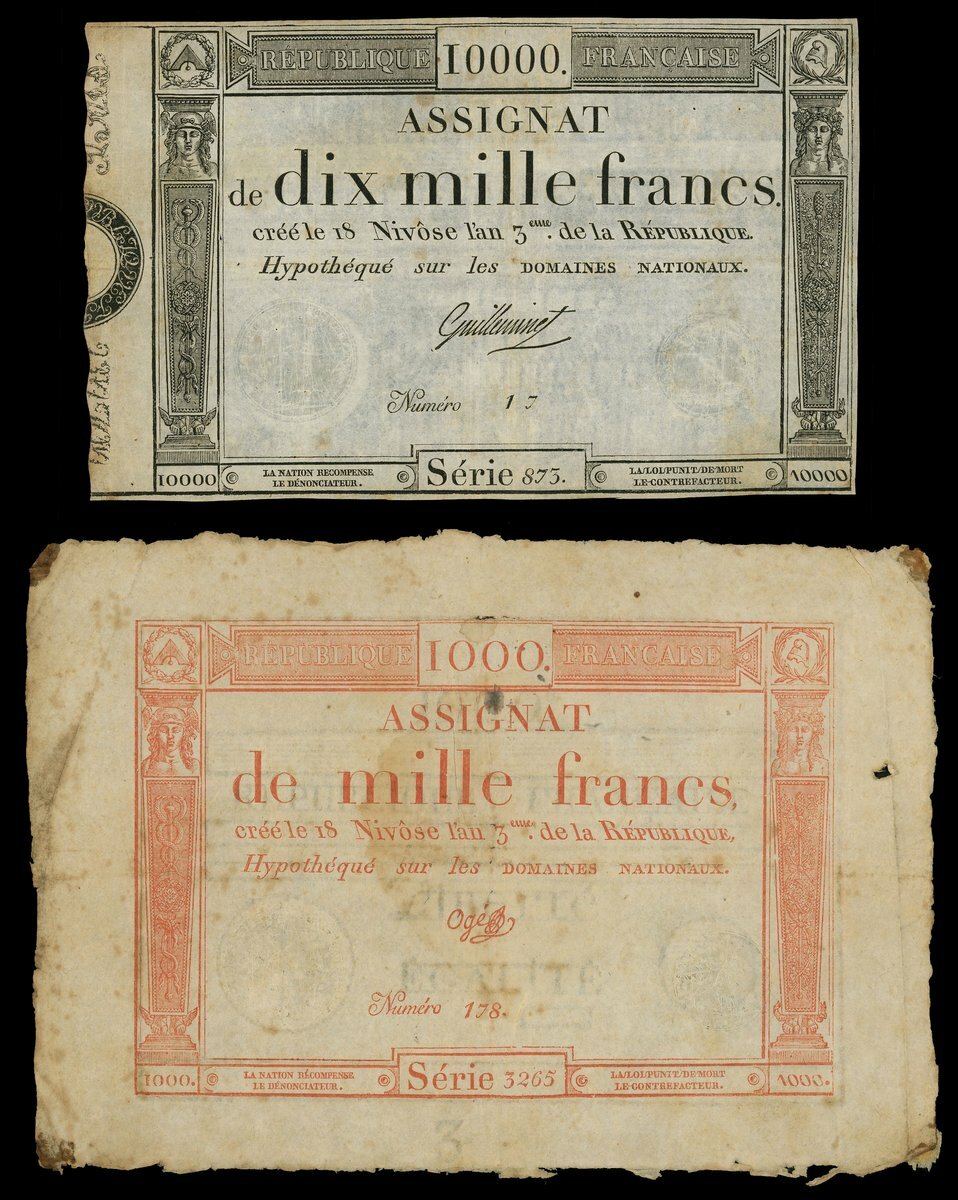 RÉPUBLIQUE 10000. FRANCAISE
ASSIGNAT
de dix mille francs.
créé le 18 Nivôse l'an 3eme. de la RÉPUBLIQUE.
Hypothéqué sur les DOMAINES NATIONAUX.
Guilleminet
Numéro 13
10000
LA NATION RECOMPENSE
LE DÉNONCIATEUR.
Série 873.
LA LOI PUNIT DE MORT
LE CONTREFACTEUR.
10000
RÉPUBLIQUE 1000. FRANCAISE
ASSIGNAT
de mille francs,
créé le 18 Nivôse l'an 3eme. de la RÉPUBLIQUE,
Hypothéqué sur les DOMAINES NATIONAUX.
Ogé
Numéro 178.
1000.
LA NATION RÉCOMPENSE
LE DÉNONCIATEUR.
Série 3265
LA LOI PUNIT DE MORT
LE CONTREFACTEUR.
1000.